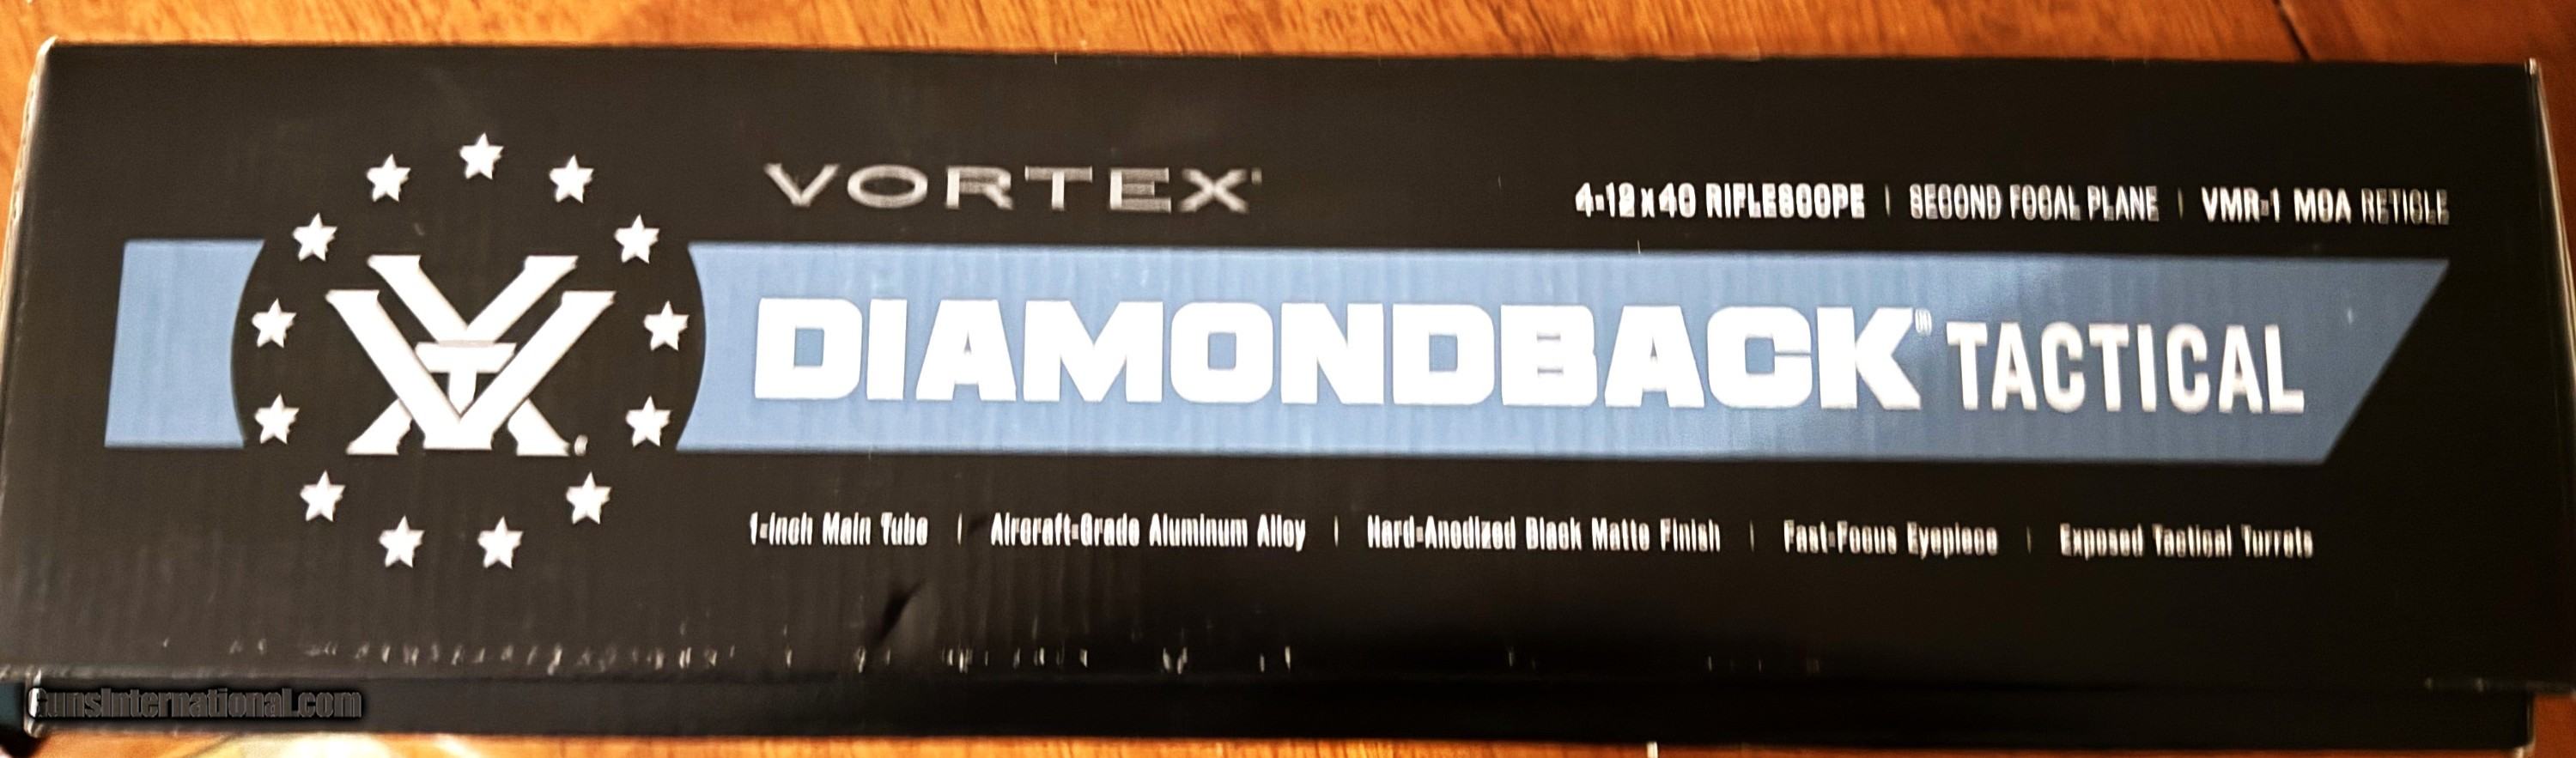 VORTEX
4-12x40 RIFLESCOPE | SECOND FOCAL PLANE | VMR-1 MOA RETICLE
DIAMONDBACK® TACTICAL
1-Inch Main Tube | Aircraft-Grade Aluminum Alloy | Hard-Anodized Black Matte Finish | Fast-Focus Eyepiece | Exposed Tactical Turrets
GunsInternational.com